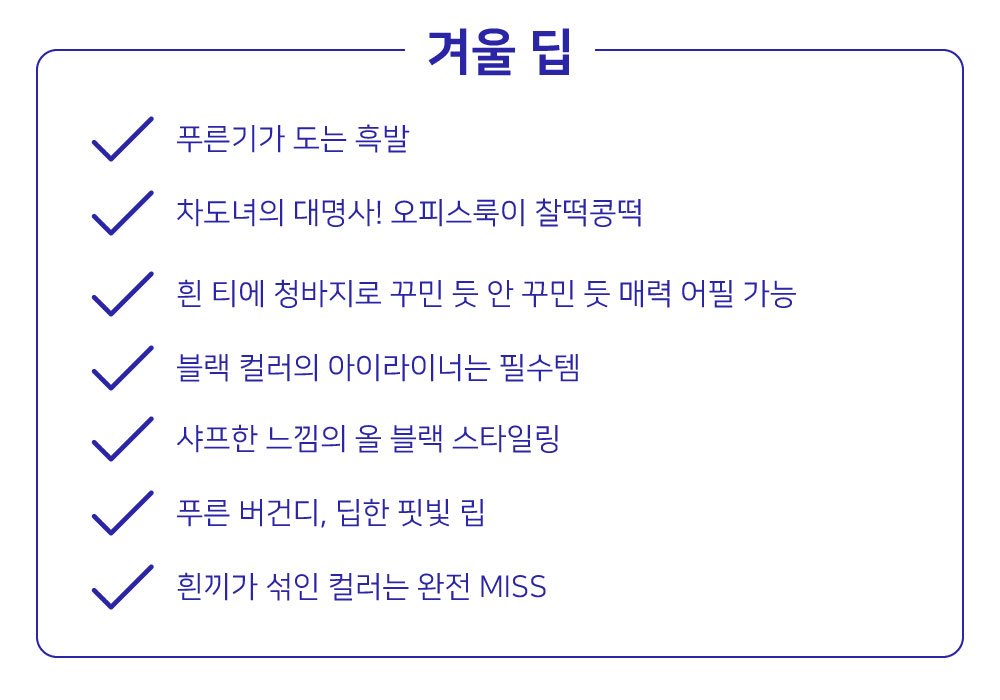 겨울 딥
푸른기가 도는 흑발
차도녀의 대명사! 오피스룩이 찰떡콩떡
흰 티에 청바지로 꾸민 듯 안 꾸민 듯 매력 어필 가능
블랙 컬러의 아이라이너는 필수템
샤프한 느낌의 올 블랙 스타일링
푸른 버건디, 딥한 핏빛 립
흰끼가 섞인 컬러는 완전 MISS